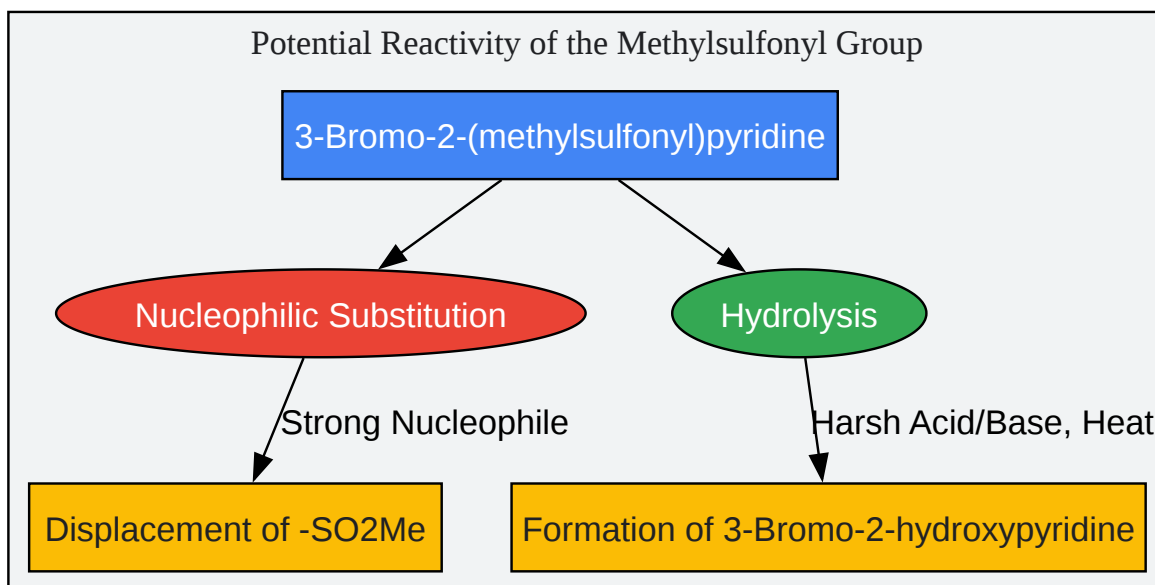 Potential Reactivity of the Methylsulfonyl Group
3-Bromo-2-(methylsulfonyl)pyridine
Nucleophilic Substitution
Hydrolysis
Strong Nucleophile
Harsh Acid/Base, Heat
Displacement of -SO2Me
Formation of 3-Bromo-2-hydroxypyridine